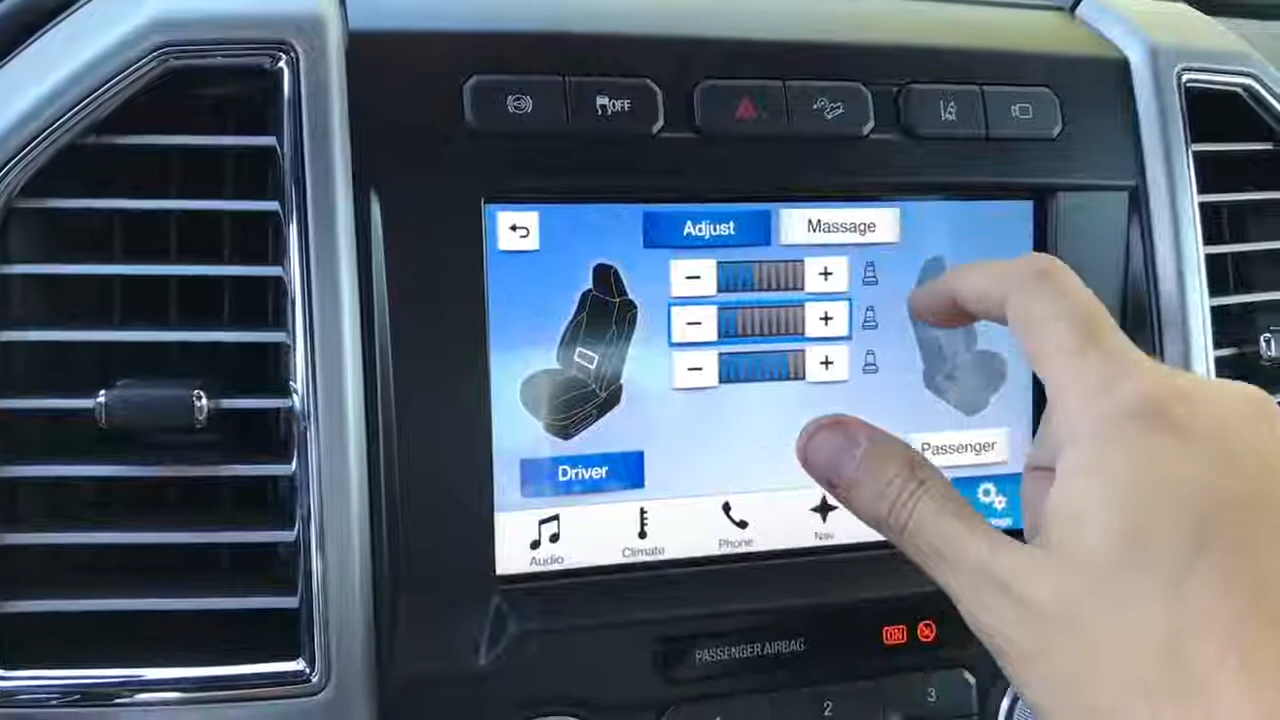 OFF
Adjust
Massage
Passenger
Driver
Audio
Climate
Phone
Nav
ON
PASSENGER AIRBAG
2
3